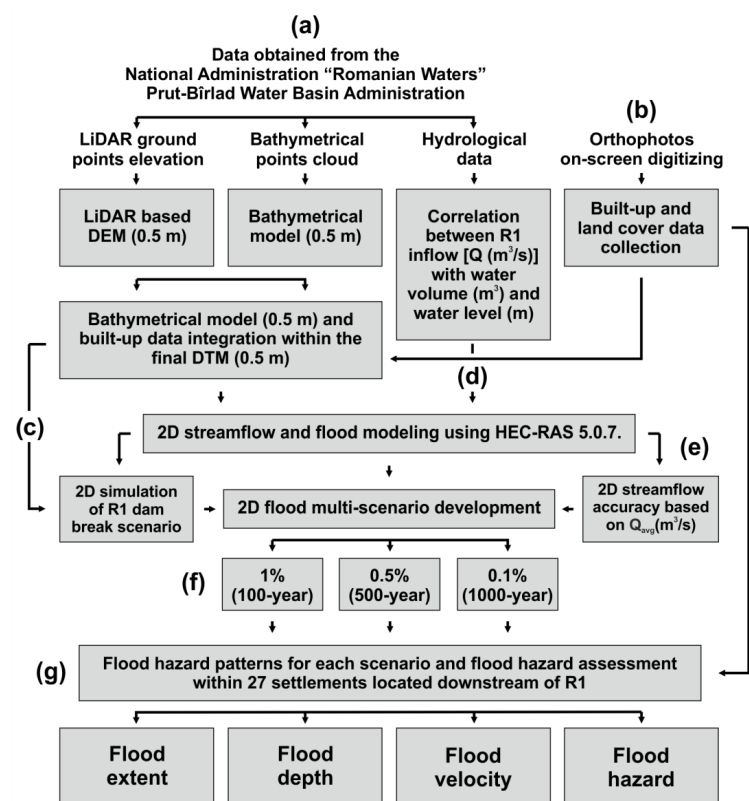 (a)
Data obtained from the
National Administration “Romanian Waters”
Prut-Bîrlad Water Basin Administration
(b)
LiDAR ground
points elevation
Bathymetrical
points cloud
Hydrological
data
Orthophotos
on-screen digitizing
LiDAR based
DEM (0.5 m)
Bathymetrical
model (0.5 m)
Correlation
between R1
inflow [Q (m³/s)]
with water
volume (m³) and
water level (m)
Built-up and
land cover data
collection
Bathymetrical model (0.5 m) and
built-up data integration within the
final DTM (0.5 m)
(c)
(d)
2D streamflow and flood modeling using HEC-RAS 5.0.7.
(e)
2D simulation
of R1 dam
break scenario
2D flood multi-scenario development
2D streamflow
accuracy based
on Qavg(m³/s)
(f)
1%
(100-year)
0.5%
(500-year)
0.1%
(1000-year)
(g)
Flood hazard patterns for each scenario and flood hazard assessment
within 27 settlements located downstream of R1
Flood
extent
Flood
depth
Flood
velocity
Flood
hazard